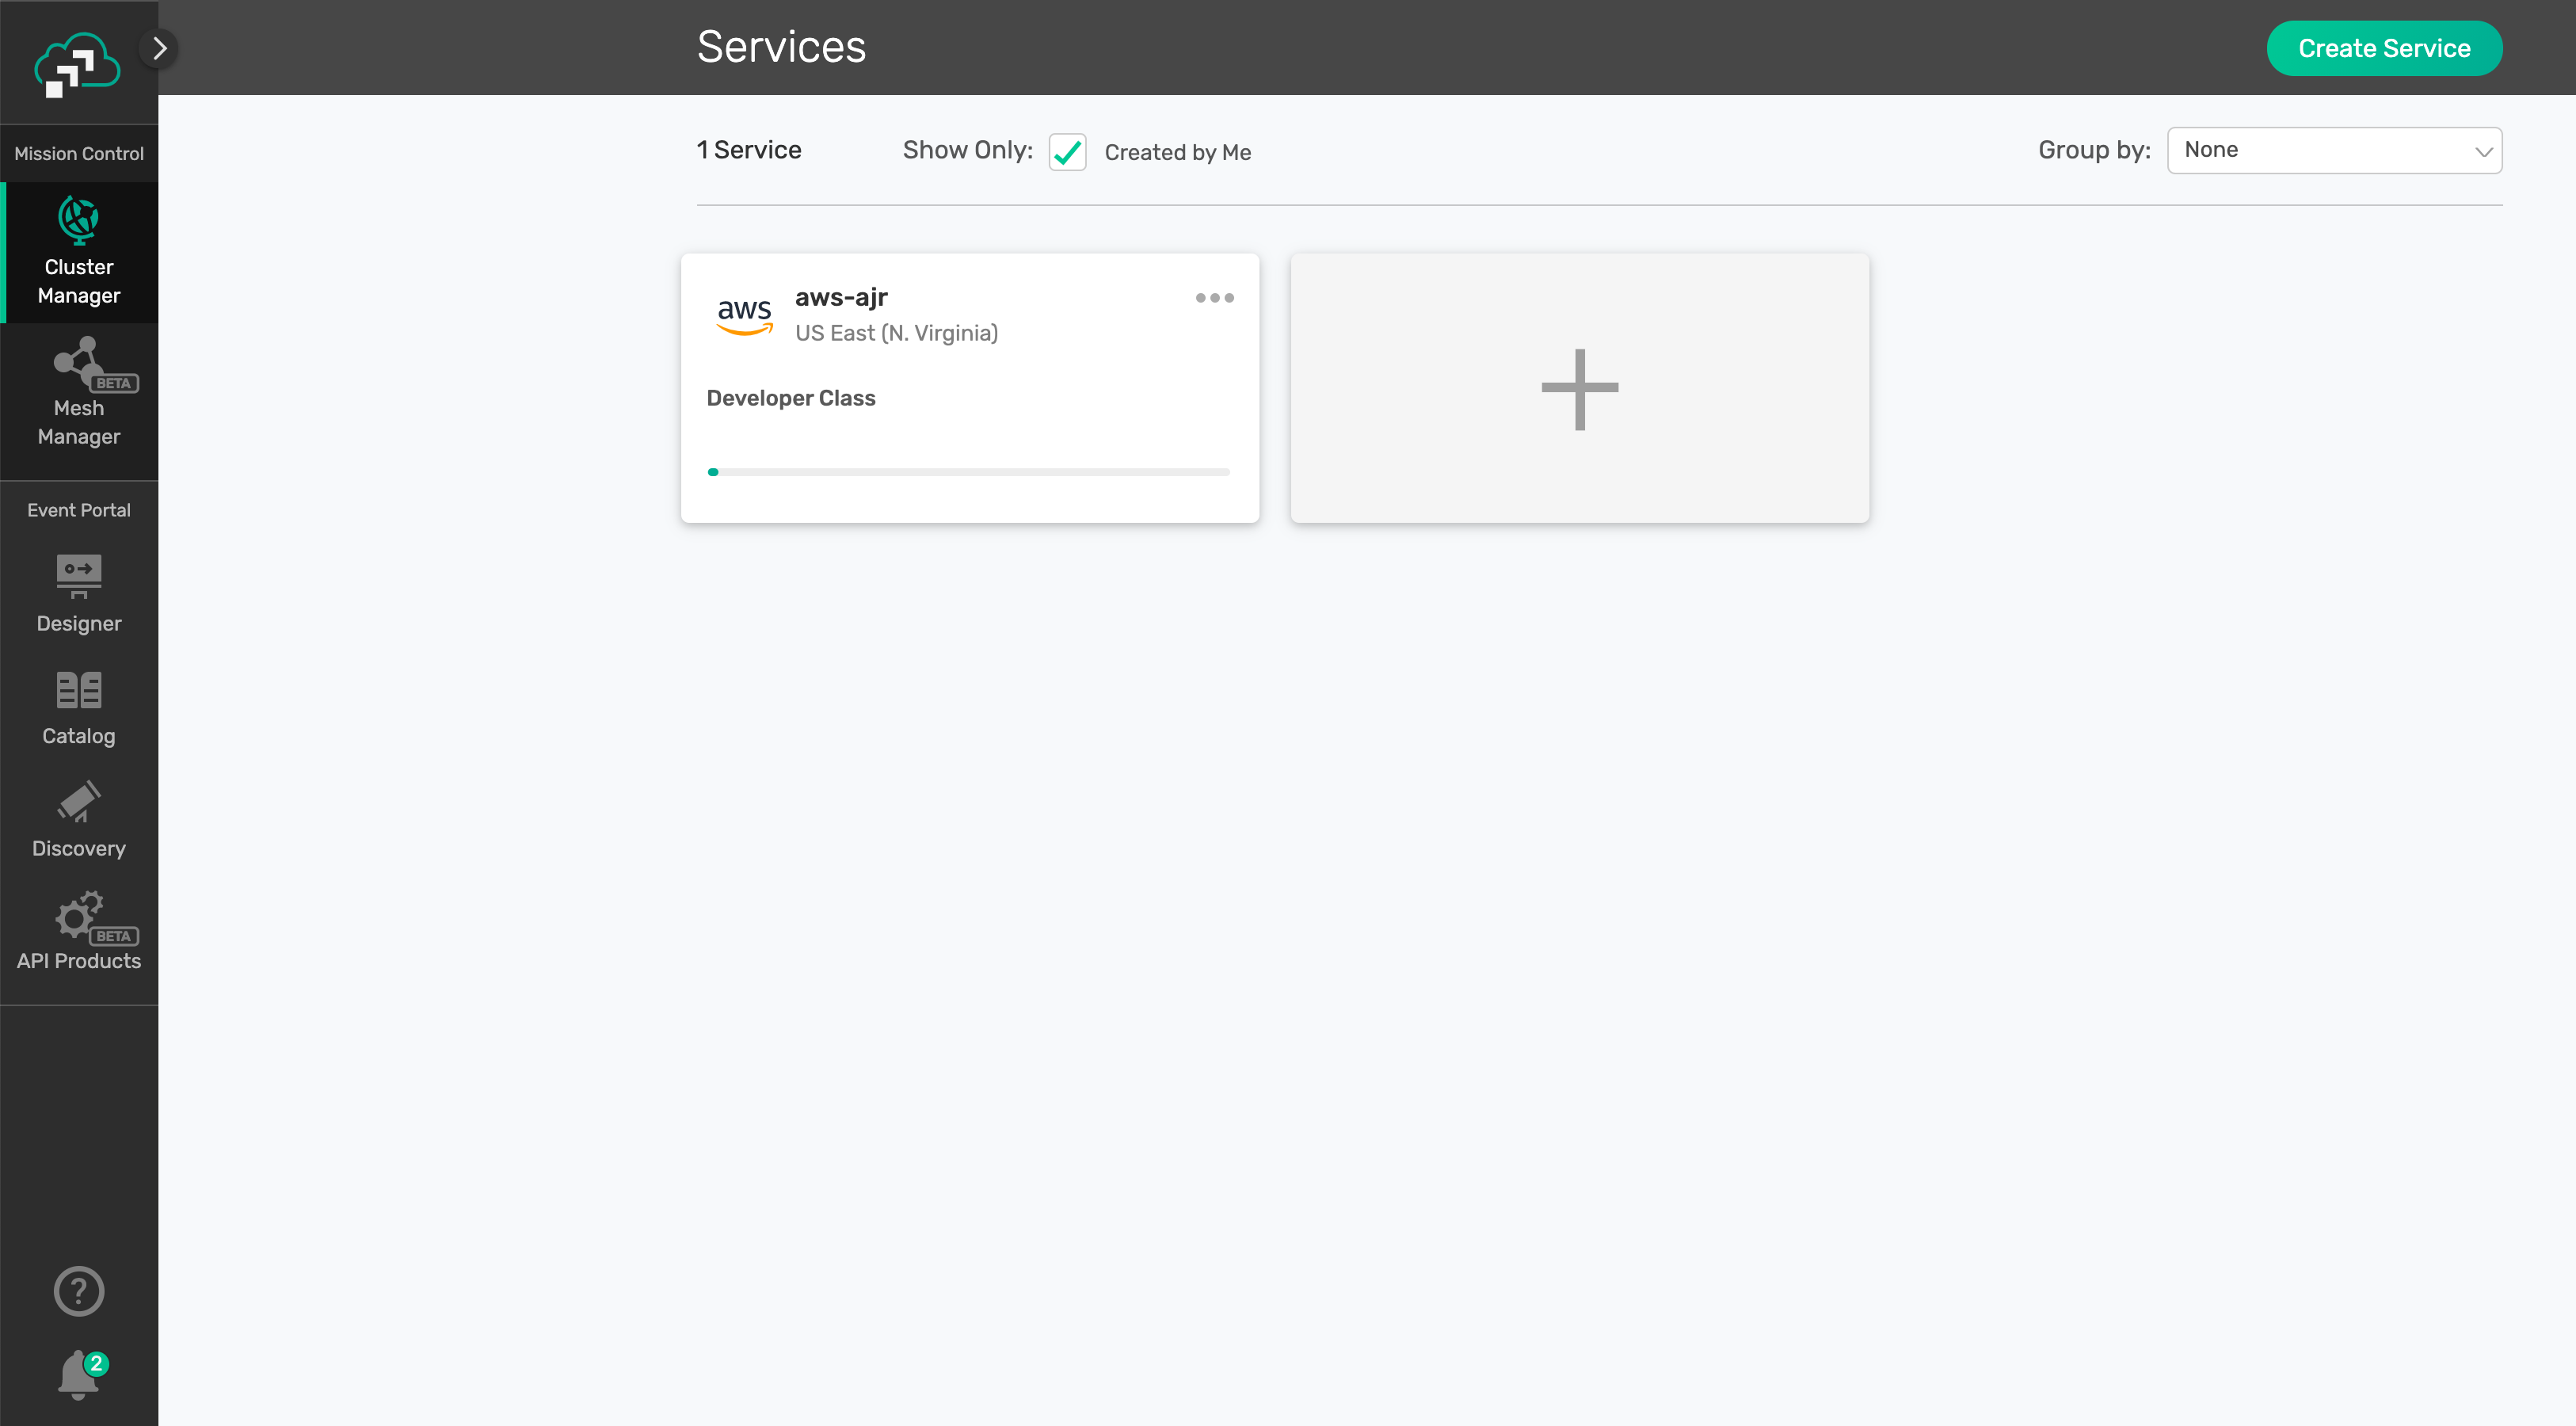 Services
Create Service
Mission Control
Cluster
Manager
BETA
Mesh
Manager
Event Portal
Designer
Catalog
Discovery
BETA
API Products
?
2
1 Service
Show Only:
Created by Me
Group by:
None
aws
aws-ajr
US East (N. Virginia)
Developer Class